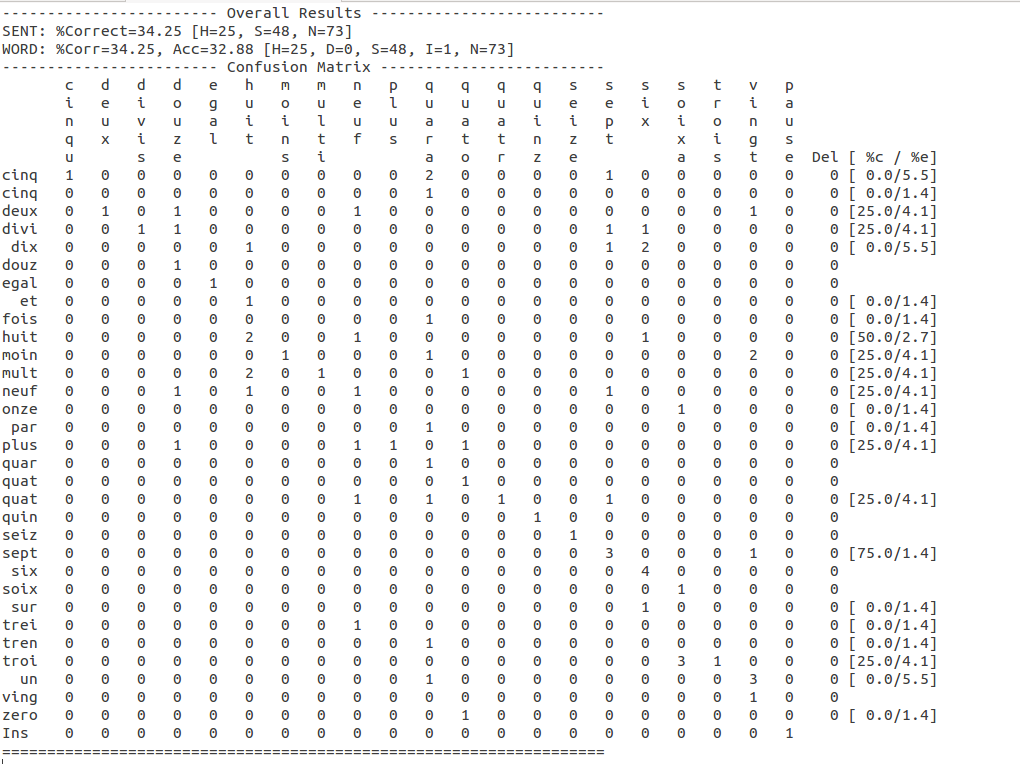 ------------------------ Overall Results --------------------------
SENT: %Correct=34.25 [H=25, S=48, N=73]
WORD: %Corr=34.25, Acc=32.88 [H=25, D=0, S=48, I=1, N=73]
------------------------ Confusion Matrix -------------------------
c d d d e h m m n p q q q q s s s s t v p
i e i o g u o u e l u u u u e e i o r i a
n u v u a i i l u u a a a i i p x i o n u
q x i z l t n t f s r t t n z t x i g s
u s e s i a o r z e a s t e Del [ %c / %e]
cinq 1 0 0 0 0 0 0 0 0 0 2 0 0 0 0 1 0 0 0 0 0 0 [ 0.0/5.5]
cinq 0 0 0 0 0 0 0 0 0 0 1 0 0 0 0 0 0 0 0 0 0 0 [ 0.0/1.4]
deux 0 1 0 1 0 0 0 0 1 0 0 0 0 0 0 0 0 0 0 1 0 0 [25.0/4.1]
divi 0 0 1 1 0 0 0 0 0 0 0 0 0 0 0 1 1 0 0 0 0 0 [25.0/4.1]
dix 0 0 0 0 0 1 0 0 0 0 0 0 0 0 0 1 2 0 0 0 0 0 [ 0.0/5.5]
douz 0 0 0 1 0 0 0 0 0 0 0 0 0 0 0 0 0 0 0 0 0 0
egal 0 0 0 0 1 0 0 0 0 0 0 0 0 0 0 0 0 0 0 0 0 0
et 0 0 0 0 0 1 0 0 0 0 0 0 0 0 0 0 0 0 0 0 0 0 [ 0.0/1.4]
fois 0 0 0 0 0 0 0 0 0 0 1 0 0 0 0 0 0 0 0 0 0 0 [ 0.0/1.4]
huit 0 0 0 0 0 2 0 0 1 0 0 0 0 0 0 0 1 0 0 0 0 0 [50.0/2.7]
moin 0 0 0 0 0 0 1 0 0 0 1 0 0 0 0 0 0 0 0 2 0 0 [25.0/4.1]
mult 0 0 0 0 0 2 0 1 0 0 0 1 0 0 0 0 0 0 0 0 0 0 [25.0/4.1]
neuf 0 0 0 1 0 1 0 0 1 0 0 0 0 0 0 1 0 0 0 0 0 0 [25.0/4.1]
onze 0 0 0 0 0 0 0 0 0 0 0 0 0 0 0 0 0 1 0 0 0 0 [ 0.0/1.4]
par 0 0 0 0 0 0 0 0 0 0 1 0 0 0 0 0 0 0 0 0 0 0 [ 0.0/1.4]
plus 0 0 0 1 0 0 0 0 1 1 0 1 0 0 0 0 0 0 0 0 0 0 [25.0/4.1]
quar 0 0 0 0 0 0 0 0 0 0 1 0 0 0 0 0 0 0 0 0 0 0
quat 0 0 0 0 0 0 0 0 0 0 0 1 0 0 0 0 0 0 0 0 0 0
quat 0 0 0 0 0 0 0 0 1 0 1 0 1 0 0 1 0 0 0 0 0 0 [25.0/4.1]
quin 0 0 0 0 0 0 0 0 0 0 0 0 0 1 0 0 0 0 0 0 0 0
seiz 0 0 0 0 0 0 0 0 0 0 0 0 0 0 1 0 0 0 0 0 0 0
sept 0 0 0 0 0 0 0 0 0 0 0 0 0 0 0 3 0 0 0 1 0 0 [75.0/1.4]
six 0 0 0 0 0 0 0 0 0 0 0 0 0 0 0 0 4 0 0 0 0 0
soix 0 0 0 0 0 0 0 0 0 0 0 0 0 0 0 0 0 1 0 0 0 0
sur 0 0 0 0 0 0 0 0 0 0 0 0 0 0 0 0 1 0 0 0 0 0 [ 0.0/1.4]
trei 0 0 0 0 0 0 0 0 1 0 0 0 0 0 0 0 0 0 0 0 0 0 [ 0.0/1.4]
tren 0 0 0 0 0 0 0 0 0 0 1 0 0 0 0 0 0 0 0 0 0 0 [ 0.0/1.4]
troi 0 0 0 0 0 0 0 0 0 0 0 0 0 0 0 0 0 3 1 0 0 0 [25.0/4.1]
un 0 0 0 0 0 0 0 0 0 0 1 0 0 0 0 0 0 0 0 3 0 0 [ 0.0/5.5]
ving 0 0 0 0 0 0 0 0 0 0 0 0 0 0 0 0 0 0 0 1 0 0
zero 0 0 0 0 0 0 0 0 0 0 0 1 0 0 0 0 0 0 0 0 0 0 [ 0.0/1.4]
Ins 0 0 0 0 0 0 0 0 0 0 0 0 0 0 0 0 0 0 0 0 1
===================================================================